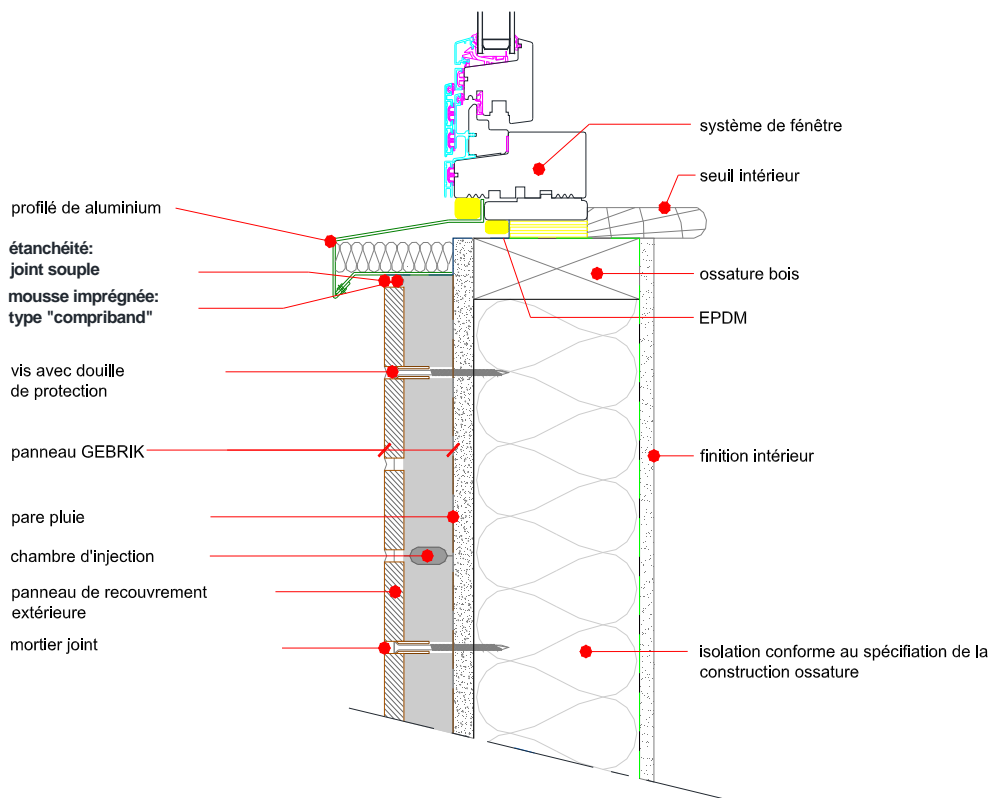 système de fénêtre
seuil intérieur
profilé de aluminium
étanchéité:
joint souple
ossature bois
mousse imprégnée:
type "compriband"
EPDM
vis avec douille
de protection
panneau GEBRIK
finition intérieur
pare pluie
chambre d'injection
panneau de recouvrement
extérieure
mortier joint
isolation conforme au spécifiation de la
construction ossature